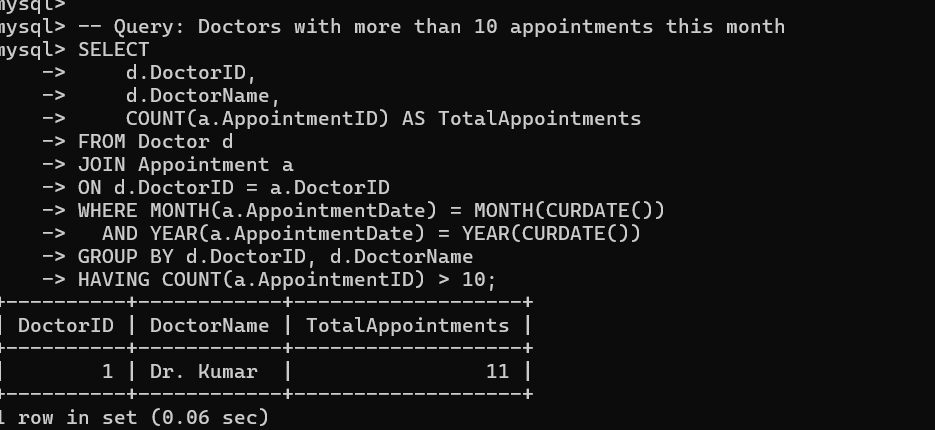 mysql>
mysql> -- Query: Doctors with more than 10 appointments this month
mysql> SELECT
    ->     d.DoctorID,
    ->     d.DoctorName,
    ->     COUNT(a.AppointmentID) AS TotalAppointments
    -> FROM Doctor d
    -> JOIN Appointment a
    -> ON d.DoctorID = a.DoctorID
    -> WHERE MONTH(a.AppointmentDate) = MONTH(CURDATE())
    ->   AND YEAR(a.AppointmentDate) = YEAR(CURDATE())
    -> GROUP BY d.DoctorID, d.DoctorName
    -> HAVING COUNT(a.AppointmentID) > 10;
+----------+------------+-------------------+
| DoctorID | DoctorName | TotalAppointments |
+----------+------------+-------------------+
|        1 | Dr. Kumar  |                11 |
+----------+------------+-------------------+
1 row in set (0.06 sec)